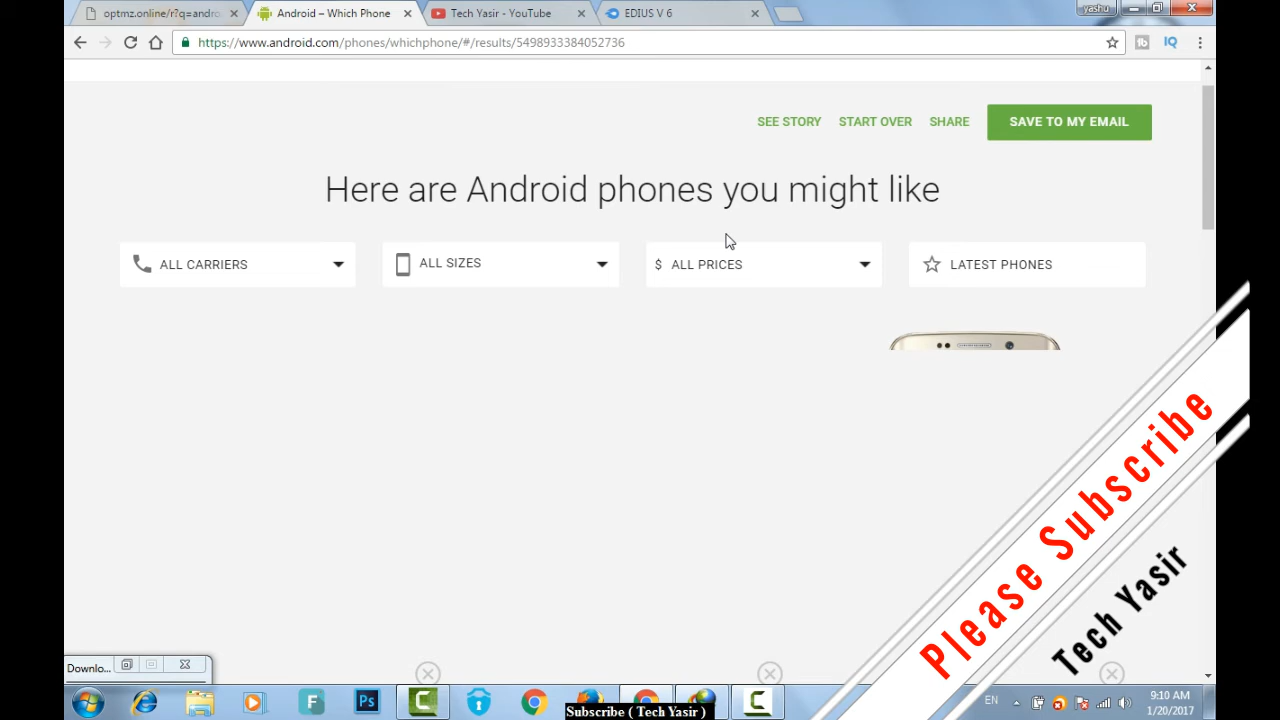 optmz.online/r?q=andro
Android – Which Phone
Tech Yasir - YouTube
EDIUS V 6
yashu
https://www.android.com/phones/whichphone/#/results/5498933384052736
SEE STORY
START OVER
SHARE
SAVE TO MY EMAIL
Here are Android phones you might like
ALL CARRIERS
ALL SIZES
$ ALL PRICES
LATEST PHONES
Please Subscribe
Tech Yasir
Downlo...
Subscribe ( Tech Yasir )
EN
9:10 AM
1/20/2017